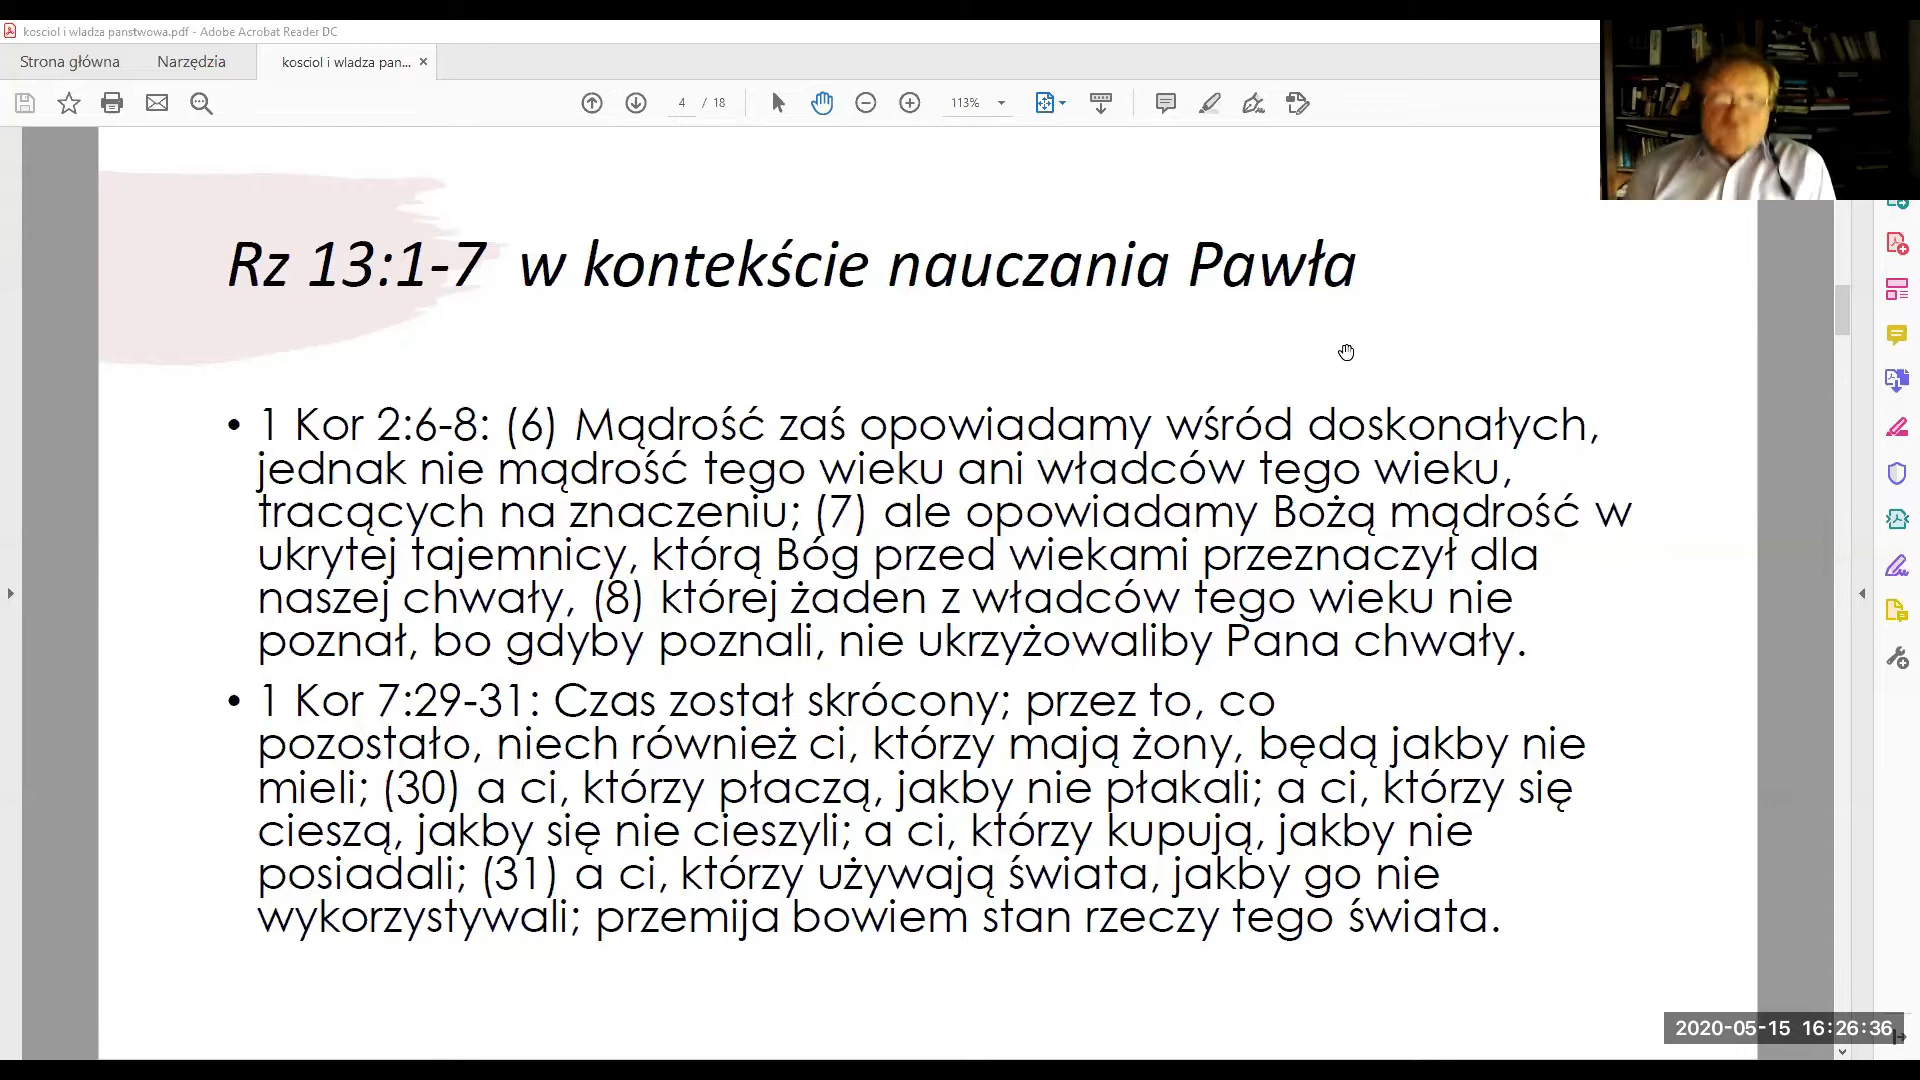 kosciol i wladza panstwowa.pdf - Adobe Acrobat Reader DC
Strona główna Narzędzia kosciol i wladza pan... ×
4 / 18 113%
Rz 13:1-7 w kontekście nauczania Pawła
• 1 Kor 2:6-8: (6) Mądrość zaś opowiadamy wśród doskonałych,
jednak nie mądrość tego wieku ani władców tego wieku,
tracących na znaczeniu; (7) ale opowiadamy Bożą mądrość w
ukrytej tajemnicy, którą Bóg przed wiekami przeznaczył dla
naszej chwały, (8) której żaden z władców tego wieku nie
poznał, bo gdyby poznali, nie ukrzyżowaliby Pana chwały.
• 1 Kor 7:29-31: Czas został skrócony; przez to, co
pozostało, niech również ci, którzy mają żony, będą jakby nie
mieli; (30) a ci, którzy płaczą, jakby nie płakali; a ci, którzy się
cieszą, jakby się nie cieszyli; a ci, którzy kupują, jakby nie
posiadali; (31) a ci, którzy używają świata, jakby go nie
wykorzystywali; przemija bowiem stan rzeczy tego świata.
2020-05-15 16:26:36